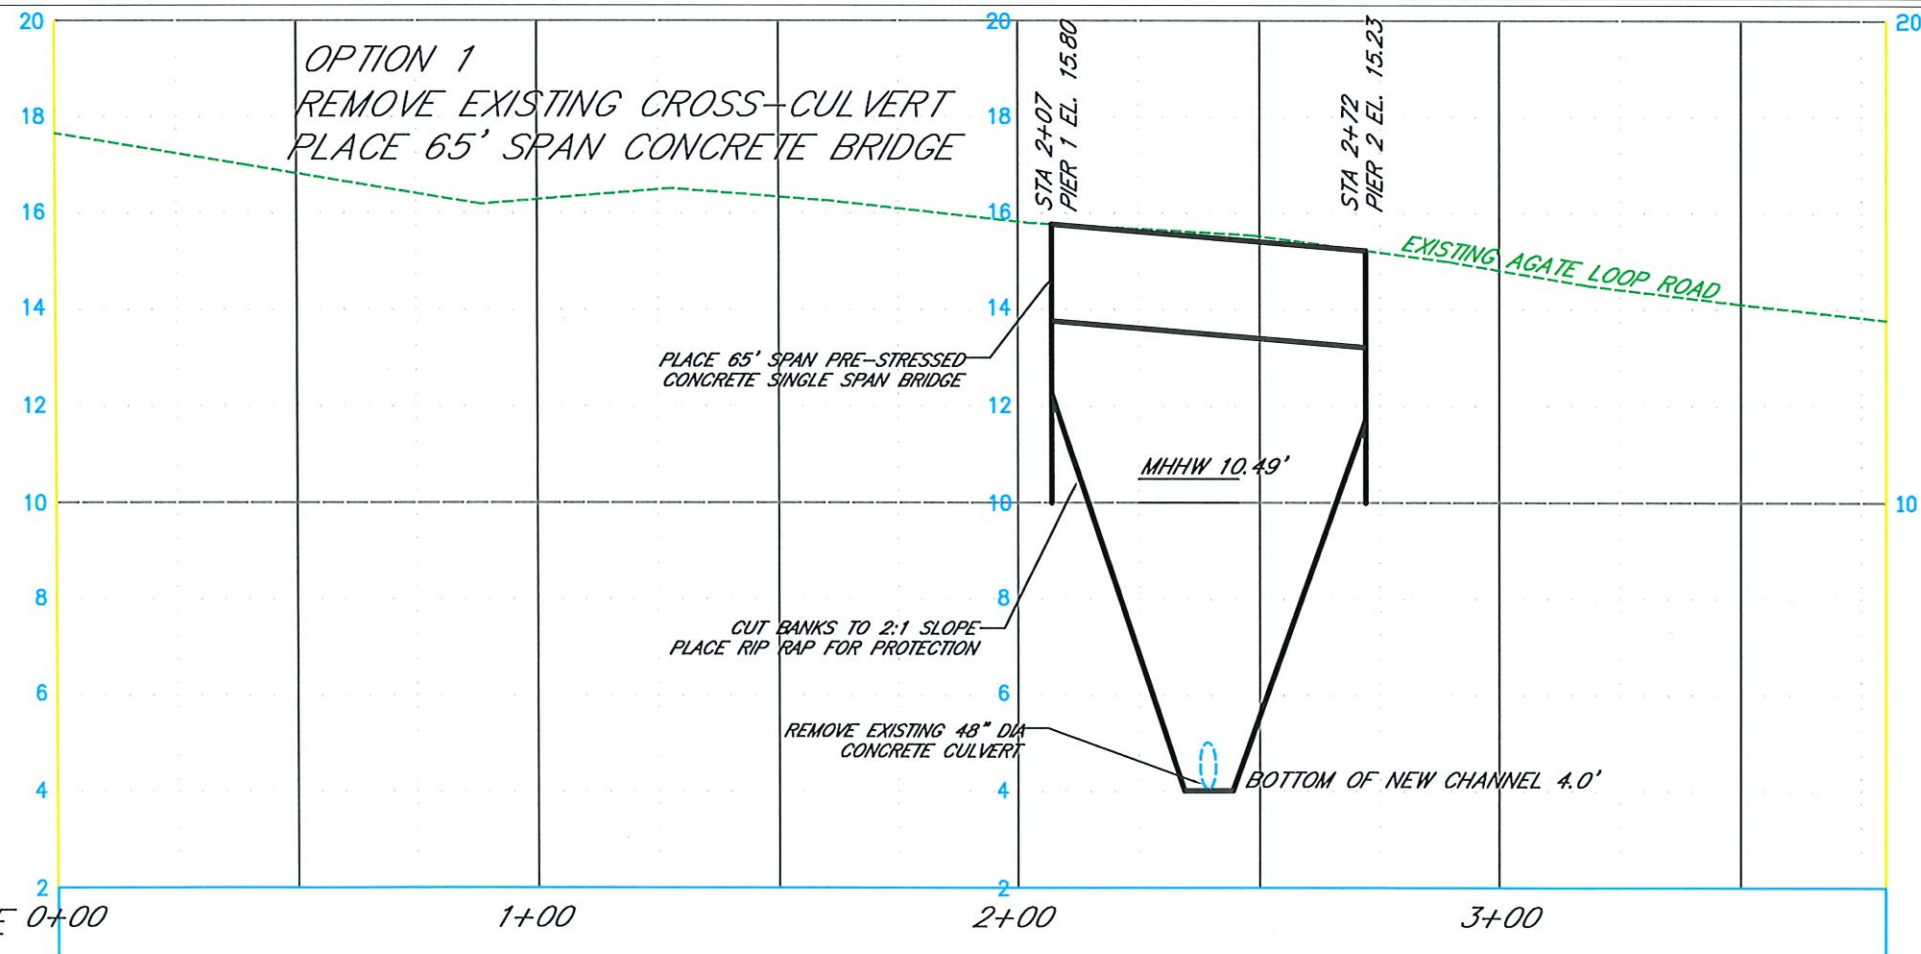 20
20
20
OPTION 1
REMOVE EXISTING CROSS-CULVERT
PLACE 65' SPAN CONCRETE BRIDGE
STA 2+07
PIER 1 EL. 15.80
STA 2+72
PIER 2 EL. 15.23
18
18
16
16
EXISTING AGATE LOOP ROAD
14
14
PLACE 65' SPAN PRE-STRESSED
CONCRETE SINGLE SPAN BRIDGE
12
12
MHHW 10.49'
10
10
10
8
8
CUT BANKS TO 2:1 SLOPE
PLACE RIP RAP FOR PROTECTION
6
6
REMOVE EXISTING 48" DIA
CONCRETE CULVERT
4
4
BOTTOM OF NEW CHANNEL 4.0'
2
2
0+00
1+00
2+00
3+00